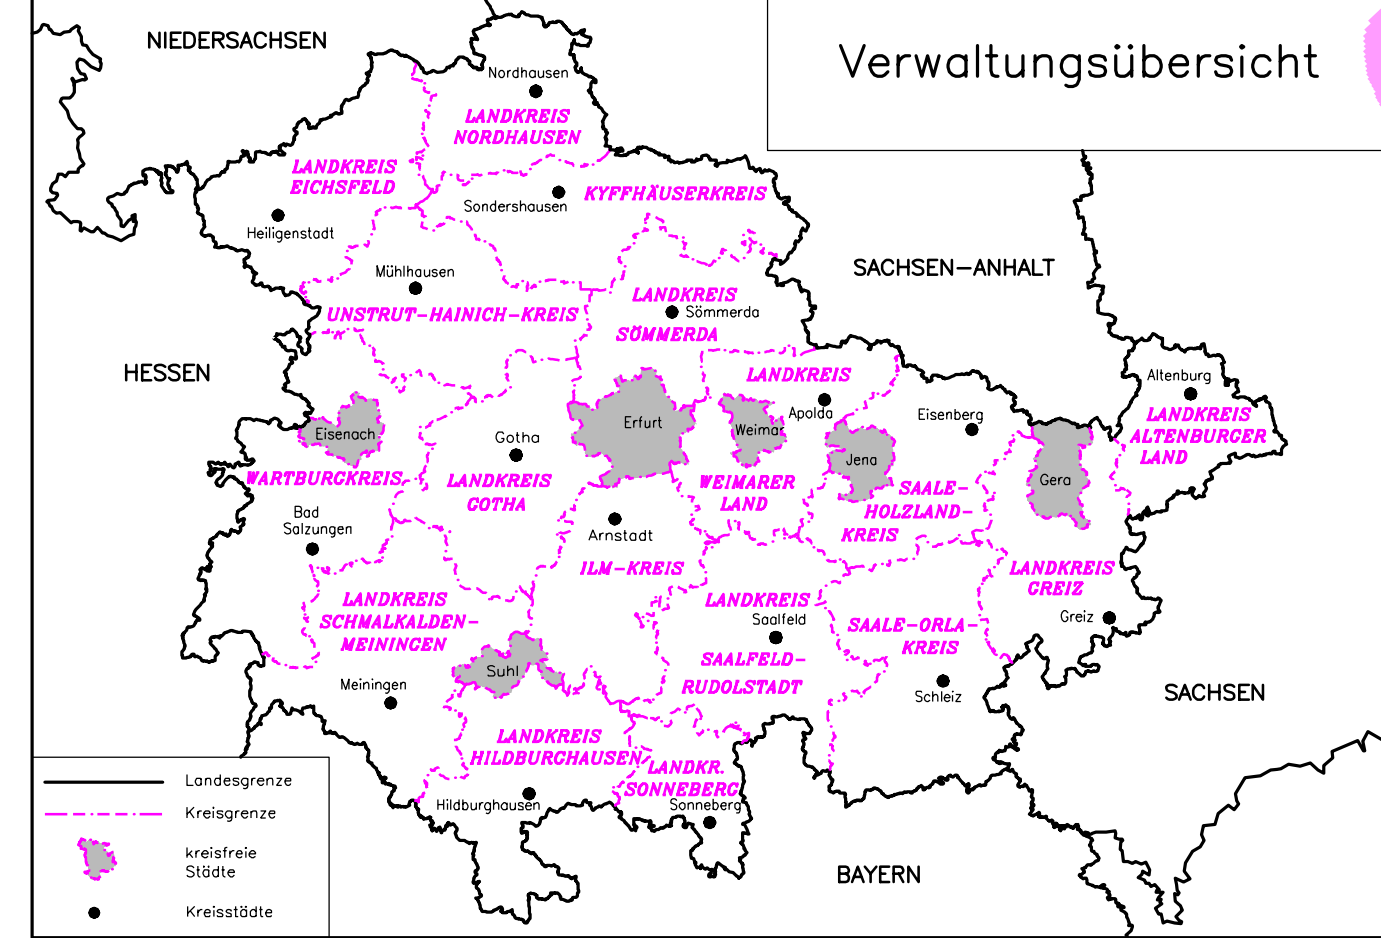 Verwaltungsübersicht
NIEDERSACHSEN
Nordhausen
LANDKREIS
NORDHAUSEN
LANDKREIS
EICHSFELD
Heiligenstadt
Sondershausen
KYFFHÄUSERKREIS
Mühlhausen
UNSTRUT-HAINICH-KREIS
LANDKREIS
Sömmerda
SÖMMERDA
SACHSEN-ANHALT
HESSEN
Eisenach
WARTBURGKREIS
Gotha
LANDKREIS
GOTHA
Erfurt
LANDKREIS
Apolda
Weimar
WEIMARER
LAND
Jena
Eisenberg
SAALE-
HOLZLAND-
KREIS
Gera
Altenburg
LANDKREIS
ALTENBURGER
LAND
Bad
Salzungen
Arnstadt
ILM-KREIS
LANDKREIS
SCHMALKALDEN-
MEININGEN
Meiningen
Suhl
LANDKREIS
Saalfeld
SAALFELD-
RUDOLSTADT
SAALE-ORLA-
KREIS
Schleiz
LANDKREIS
GREIZ
Greiz
SACHSEN
LANDKREIS
HILDBURGHAUSEN
Hildburghausen
LANDKR.
SONNEBERG
Sonneberg
BAYERN
Landesgrenze
Kreisgrenze
kreisfreie
Städte
Kreisstädte